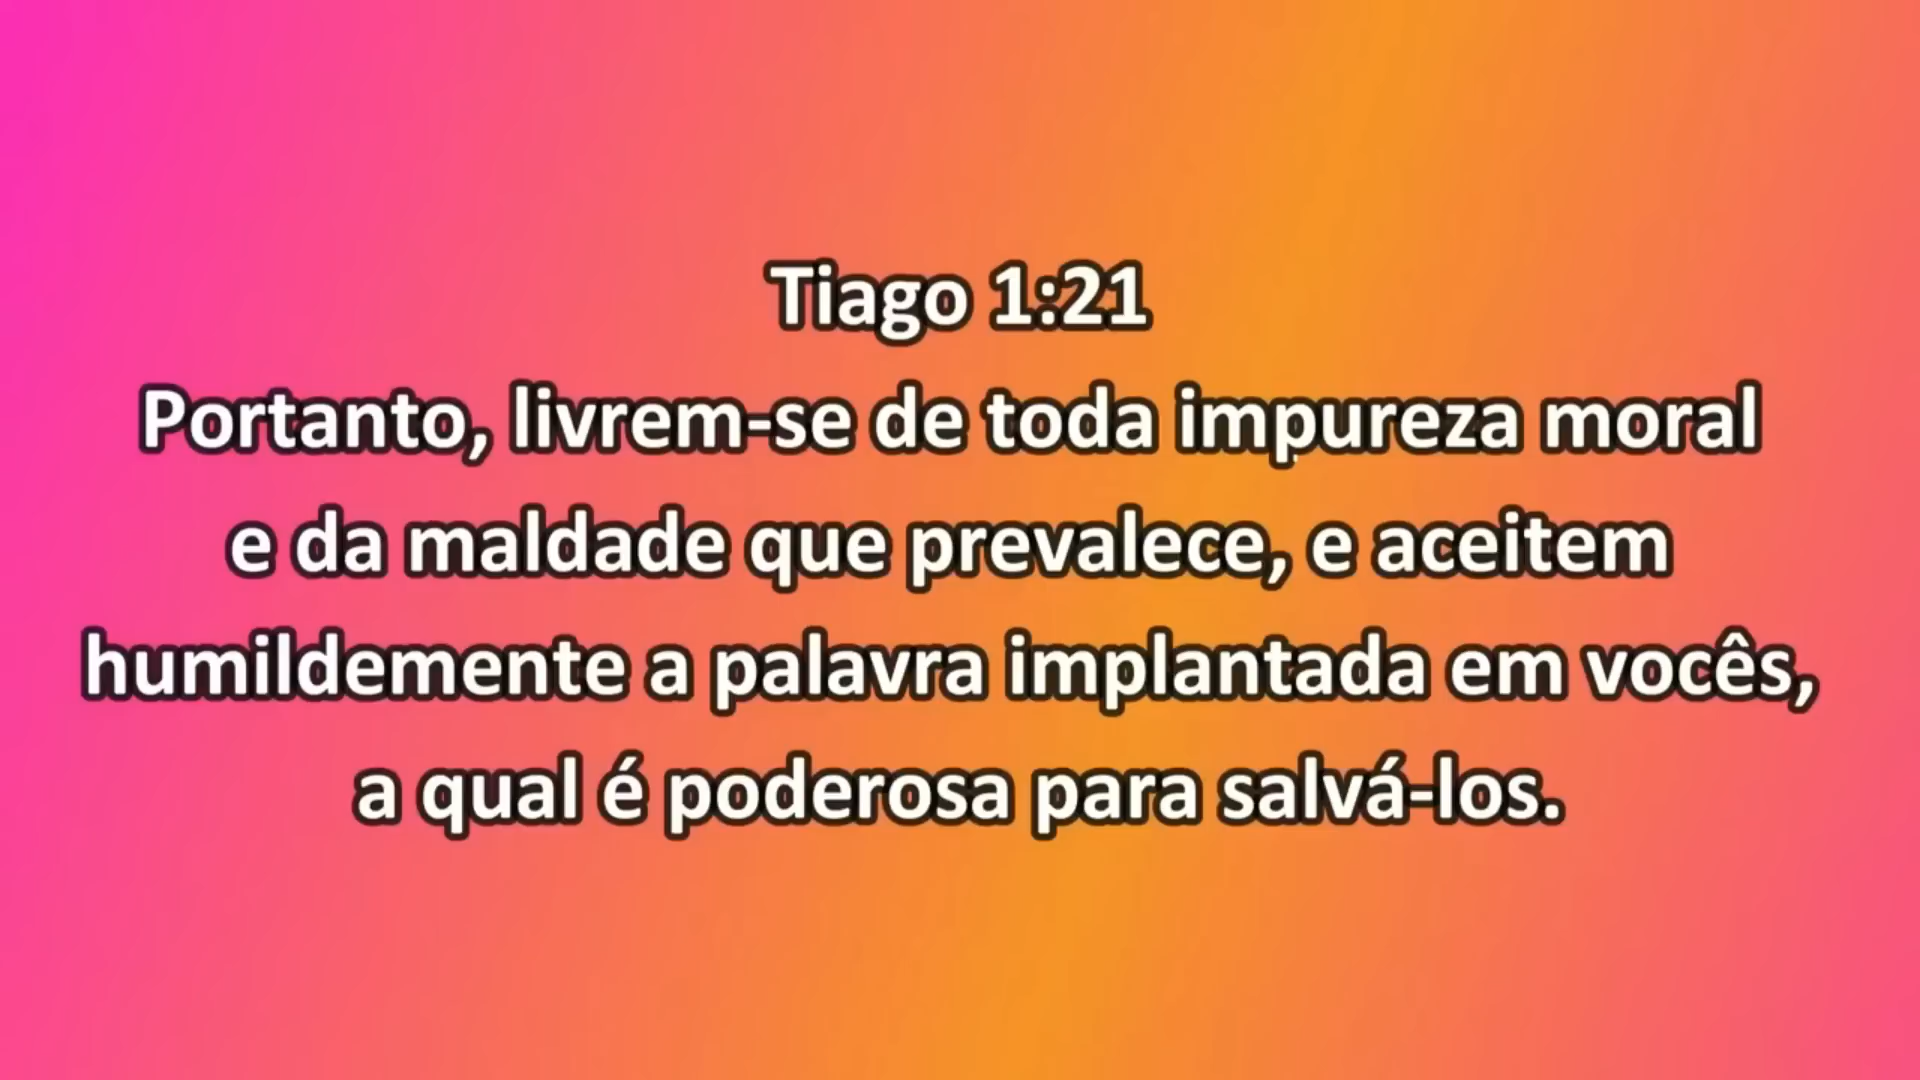 Tiago 1:21
Portanto, livrem-se de toda impureza moral
e da maldade que prevalece, e aceitem
humildemente a palavra implantada em vocês,
a qual é poderosa para salvá-los.